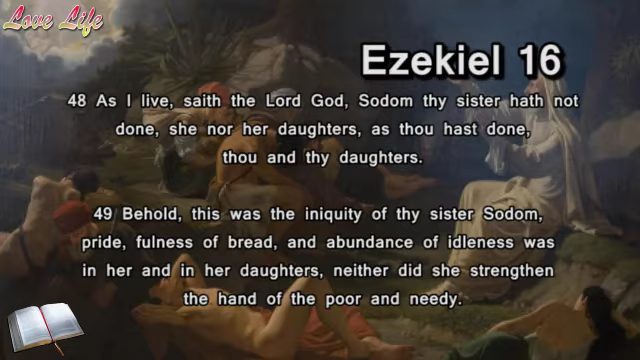 Love Life
Ezekiel 16
48 As I live, saith the Lord God, Sodom thy sister hath not
done, she nor her daughters, as thou hast done,
thou and thy daughters.
49 Behold, this was the iniquity of thy sister Sodom,
pride, fulness of bread, and abundance of idleness was
in her and in her daughters, neither did she strengthen
the hand of the poor and needy.